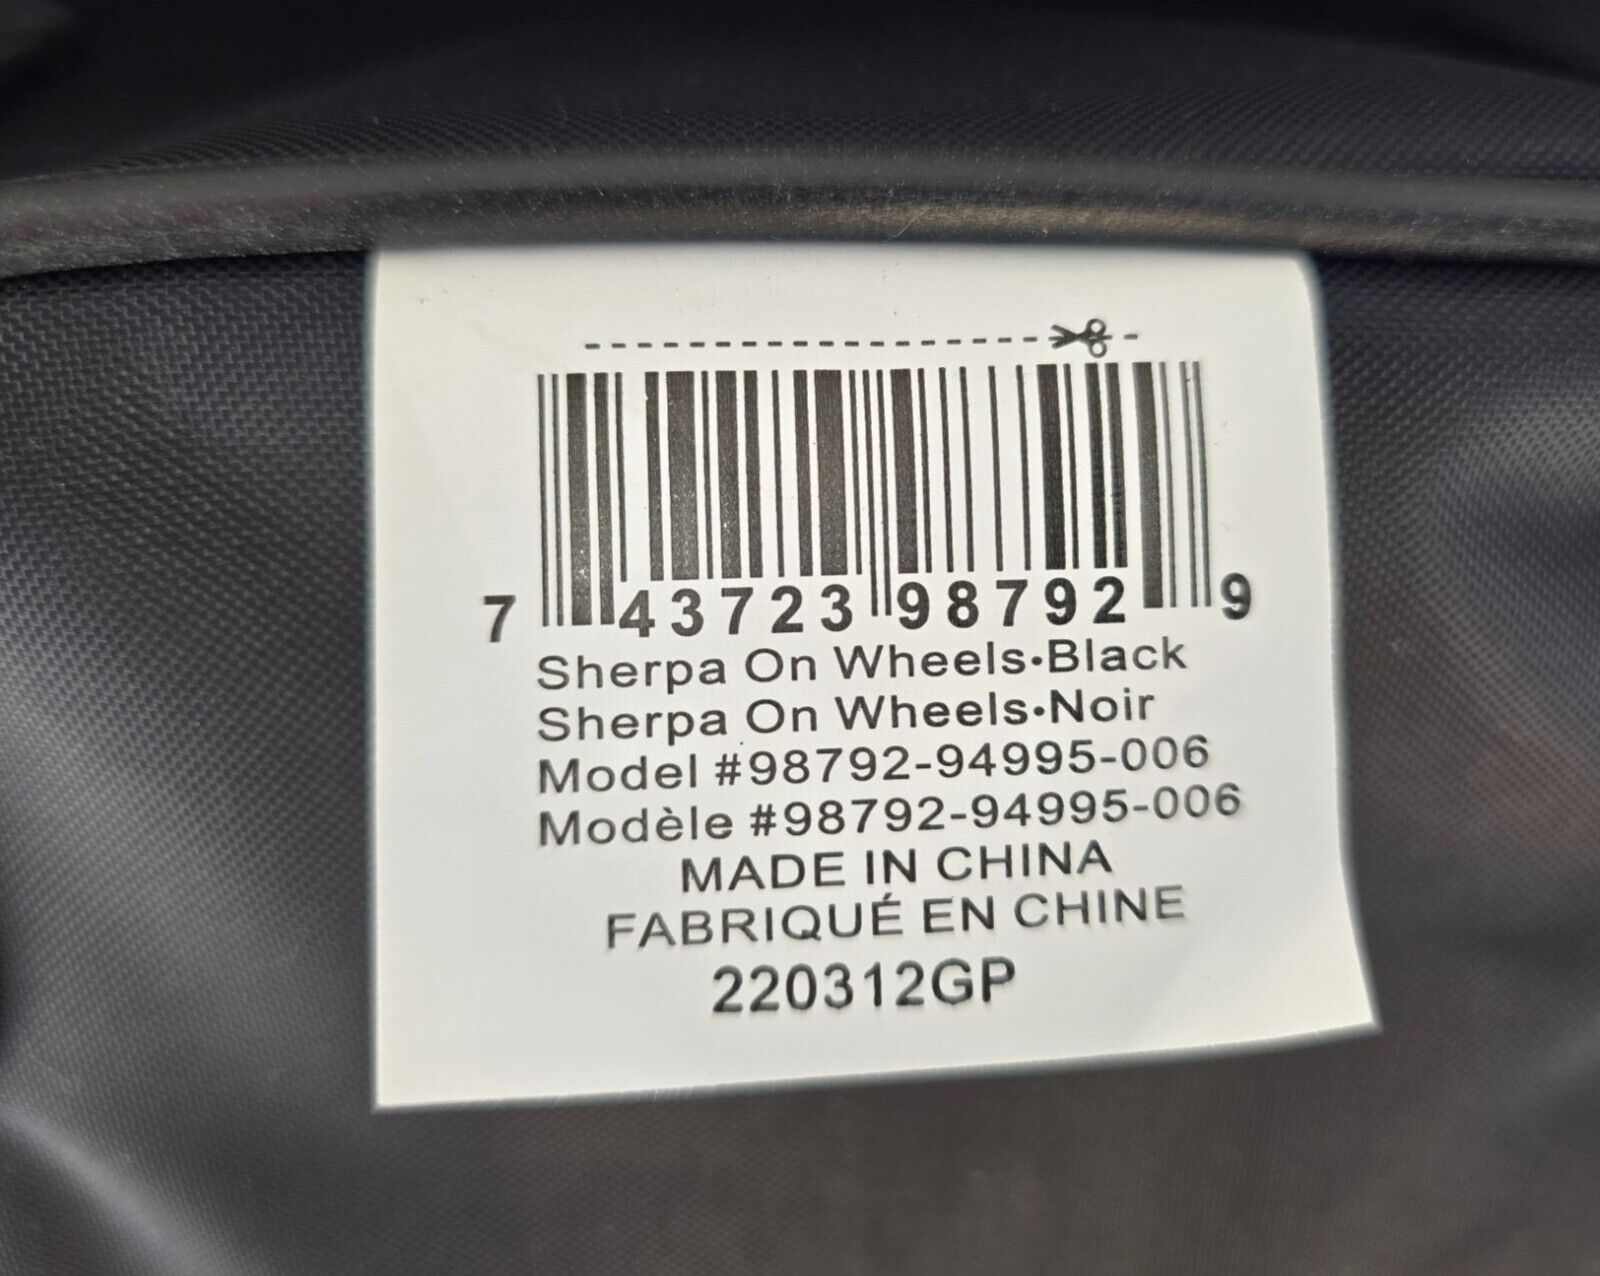 7 43723 98792 9
Sherpa On Wheels•Black
Sherpa On Wheels•Noir
Model #98792-94995-006
Modèle #98792-94995-006
MADE IN CHINA
FABRIQUÉ EN CHINE
220312GP